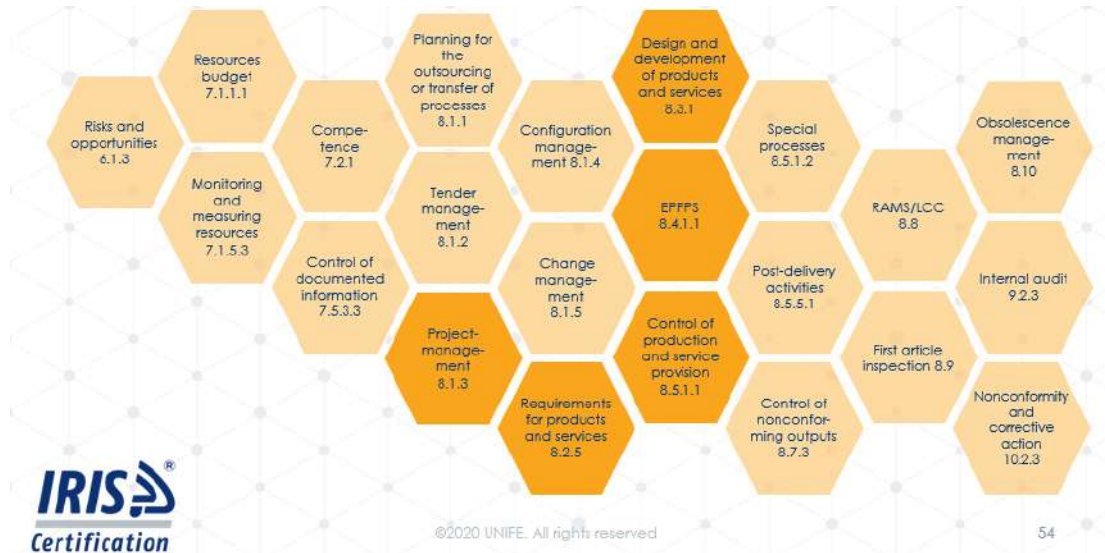 Risks and
opportunities
6.1.3
Resources
budget
7.1.1.1
Monitoring
and
measuring
resources
7.1.5.3
Compe-
tence
7.2.1
Control of
documented
information
7.5.3.3
Planning for
the
outsourcing
or transfer of
processes
8.1.1
Tender
manage-
ment
8.1.2
Project-
manage-
ment
8.1.3
Configuration
manage-
ment 8.1.4
Change
manage-
ment
8.1.5
Requirements
for products
and services
8.2.5
Design and
development
of products
and services
8.3.1
EPPPS
8.4.1.1
Control of
production
and service
provision
8.5.1.1
Special
processes
8.5.1.2
Post-delivery
activities
8.5.5.1
Control of
nonconfor-
ming outputs
8.7.3
RAMS/LCC
8.8
First article
inspection 8.9
Obsolescence
manage-
ment
8.10
Internal audit
9.2.3
Nonconformity
and
corrective
action
10.2.3
IRIS®
Certification
©2020 UNIFE. All rights reserved
54